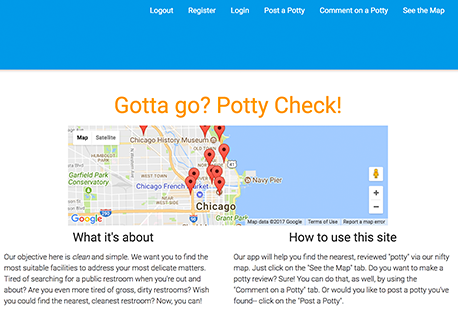 Logout Register Login Post a Potty Comment on a Potty See the Map
Gotta go? Potty Check!
Map Satellite
Chicago History Museum
OLD TOWN
HUMBOLDT PARK
Garfield Park
Conservatory
Chicago French Market
Navy Pier
Chicago
Grant Park
NEAR WEST SIDE
Google
Map data ©2017 Google Terms of Use Report a map error
What it's about
Our objective here is clean and simple. We want you to find the
most suitable facilities to address your most delicate matters.
Tired of searching for a public restroom when you're out and
about? Are you even more tired of gross, dirty restrooms? Wish
you could find the nearest, cleanest restroom? Now, you can!
How to use this site
Our app will help you find the nearest, reviewed "potty" via our nifty
map. Just click on the "See the Map" tab. Do you want to make a
potty review? Sure! You can do that, as well, by using the
"Comment on a Potty" tab. Or would you like to post a potty you've
found– click on the "Post a Potty".